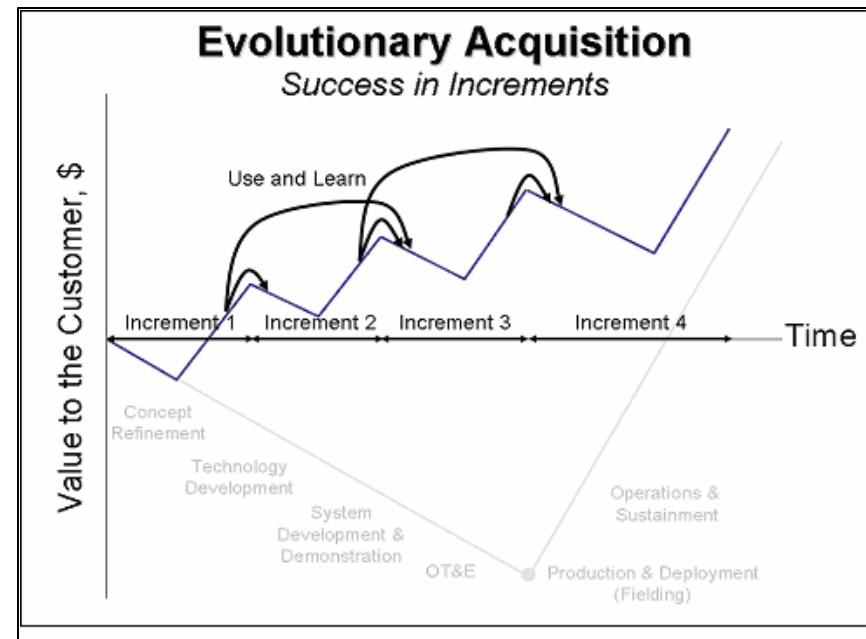 Evolutionary Acquisition
Success in Increments
Value to the Customer, $
Use and Learn
Increment 1
Increment 2
Increment 3
Increment 4
Time
Concept
Refinement
Technology
Development
System
Development &
Demonstration
OT&E
Operations &
Sustainment
Production & Deployment
(Fielding)